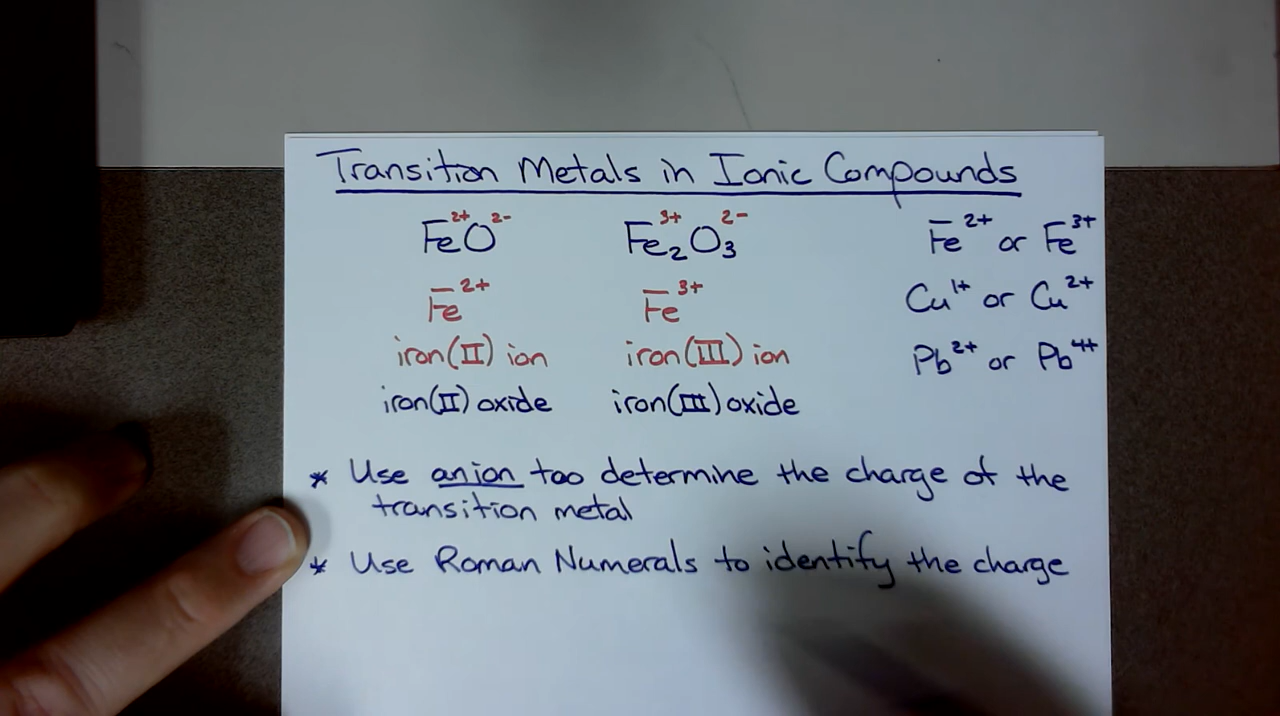 Transition Metals in Ionic Compounds
Fe²⁺O²⁻ Fe₂³⁺O₃²⁻ Fe²⁺ or Fe³⁺
Fe²⁺ Fe³⁺ Cu¹⁺ or Cu²⁺
iron(II) ion iron(III) ion Pb²⁺ or Pb⁴⁺
iron(II) oxide iron(III) oxide
* Use anion too determine the charge of the
transition metal
* Use Roman Numerals to identify the charge